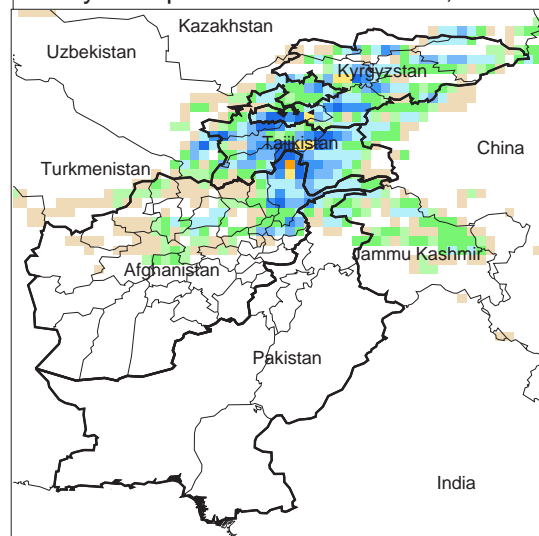 Kazakhstan
Uzbekistan
Kyrgyzstan
Tajikistan
China
Turkmenistan
Jammu Kashmir
Afghanistan
Pakistan
India